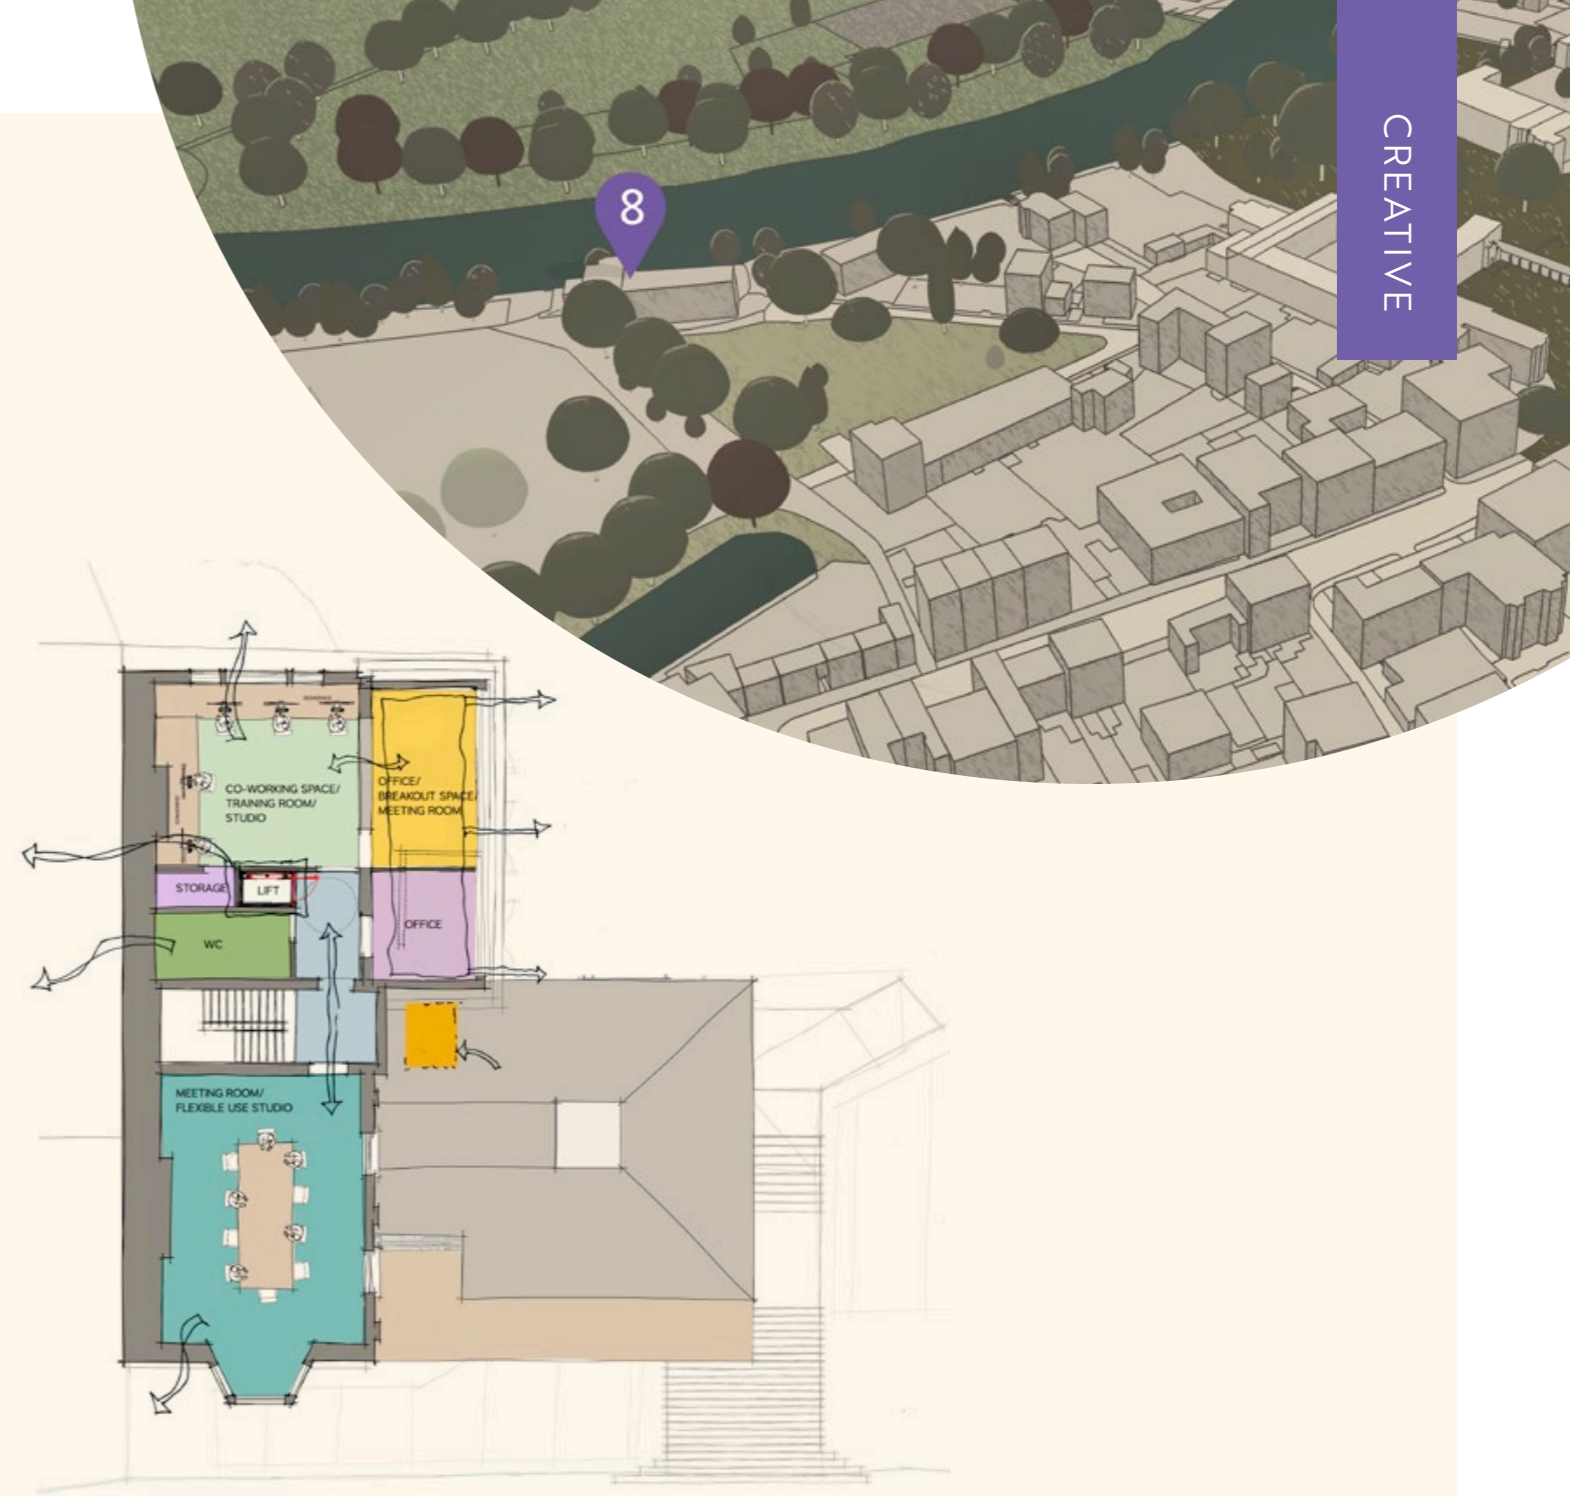 CREATIVE
8
CO-WORKING SPACE/
TRAINING ROOM/
STUDIO
OFFICE/
BREAKOUT SPACE/
MEETING ROOM
STORAGE
LIFT
WC
OFFICE
MEETING ROOM/
FLEXIBLE USE STUDIO